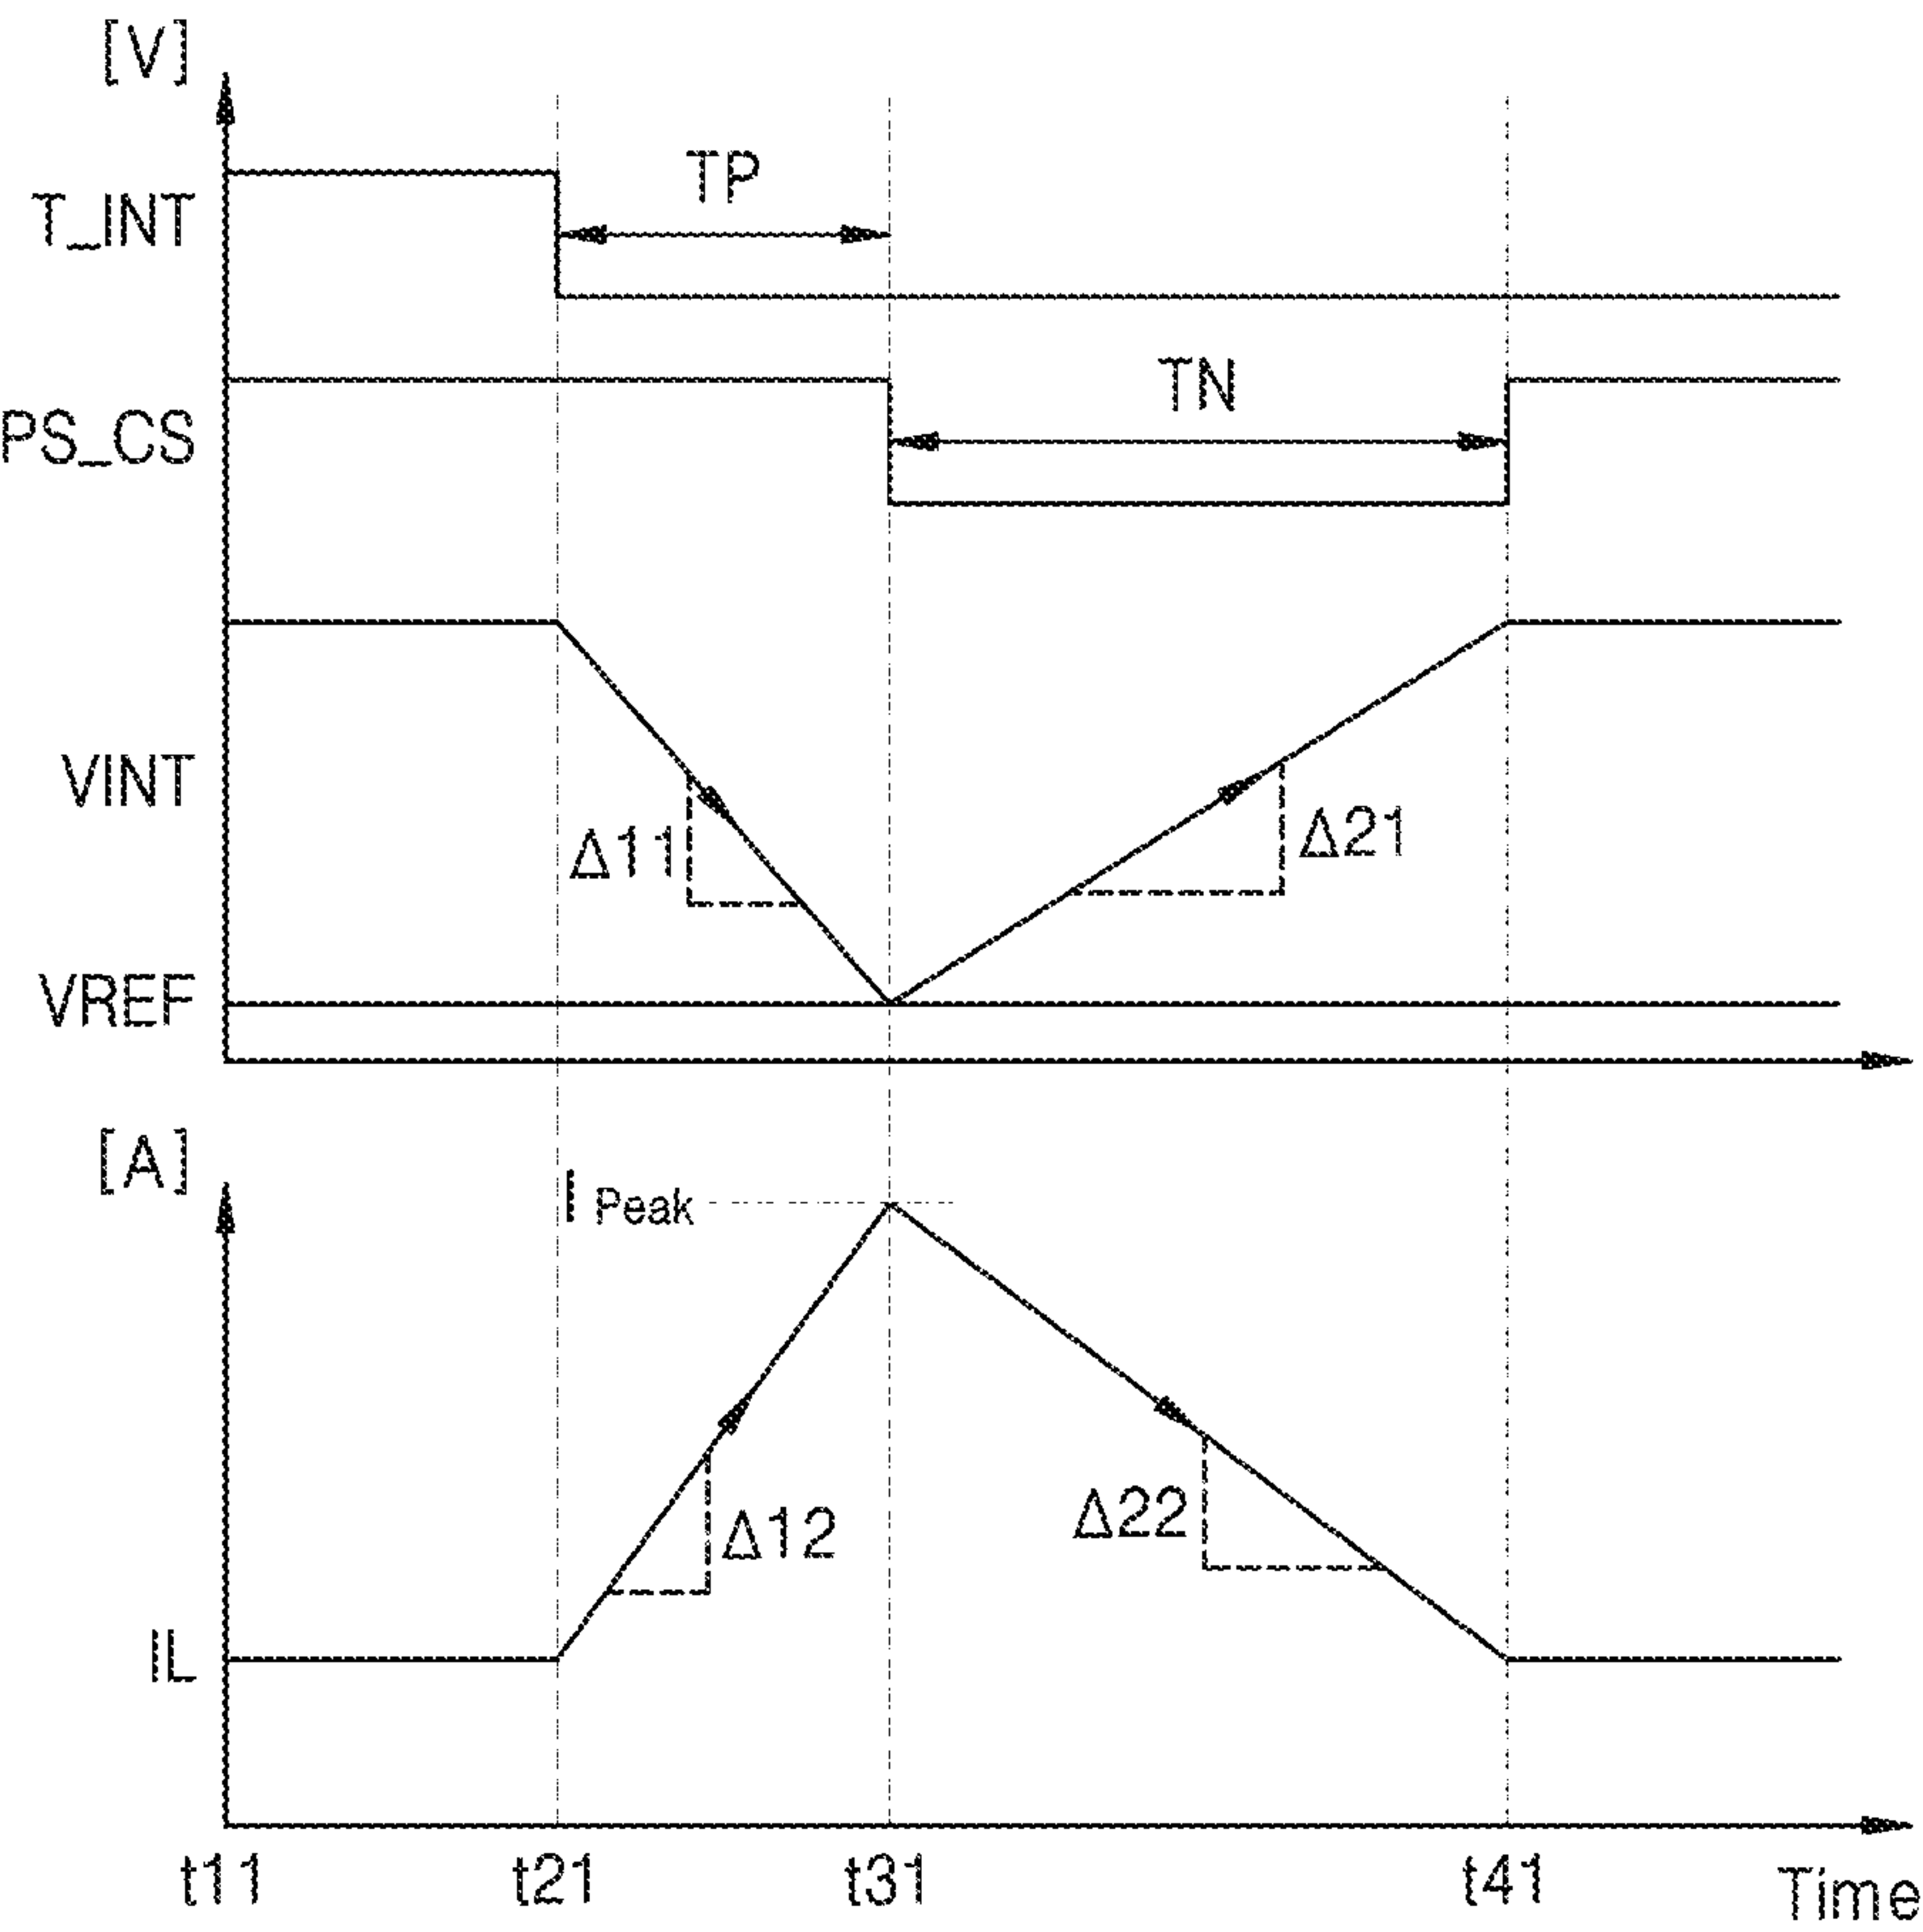 [V]
TP
T_INT
TN
PS_CS
VINT
Δ11
Δ21
VREF
[A]
I Peak
Δ12
Δ22
IL
t11
t21
t31
t41
Time